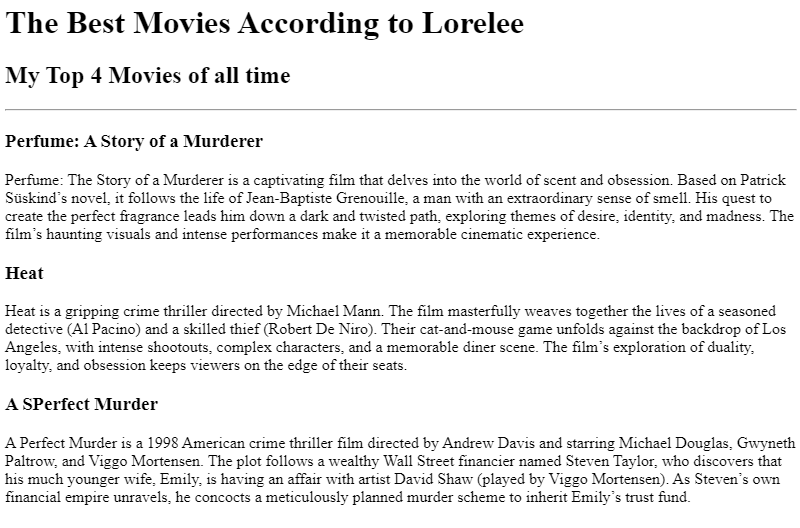 The Best Movies According to Lorelee
My Top 4 Movies of all time
Perfume: A Story of a Murderer
Perfume: The Story of a Murderer is a captivating film that delves into the world of scent and obsession. Based on Patrick
Süskind’s novel, it follows the life of Jean-Baptiste Grenouille, a man with an extraordinary sense of smell. His quest to
create the perfect fragrance leads him down a dark and twisted path, exploring themes of desire, identity, and madness. The
film’s haunting visuals and intense performances make it a memorable cinematic experience.
Heat
Heat is a gripping crime thriller directed by Michael Mann. The film masterfully weaves together the lives of a seasoned
detective (Al Pacino) and a skilled thief (Robert De Niro). Their cat-and-mouse game unfolds against the backdrop of Los
Angeles, with intense shootouts, complex characters, and a memorable diner scene. The film’s exploration of duality,
loyalty, and obsession keeps viewers on the edge of their seats.
A SPerfect Murder
A Perfect Murder is a 1998 American crime thriller film directed by Andrew Davis and starring Michael Douglas, Gwyneth
Paltrow, and Viggo Mortensen. The plot follows a wealthy Wall Street financier named Steven Taylor, who discovers that
his much younger wife, Emily, is having an affair with artist David Shaw (played by Viggo Mortensen). As Steven’s own
financial empire unravels, he concocts a meticulously planned murder scheme to inherit Emily’s trust fund.